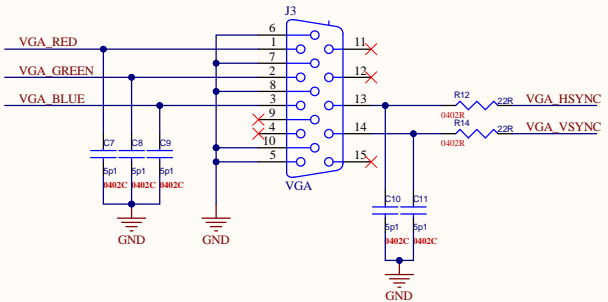 J3
6
VGA_RED
1
11
7
VGA_GREEN
2
12
8
VGA_BLUE
3
13
R12
22R
VGA_HSYNC
0402R
9
4
14
R14
22R
VGA_VSYNC
0402R
10
5
15
VGA
C7 C8 C9
5p1 5p1 5p1
0402C 0402C 0402C
C10 C11
5p1 5p1
0402C 0402C
GND
GND
GND